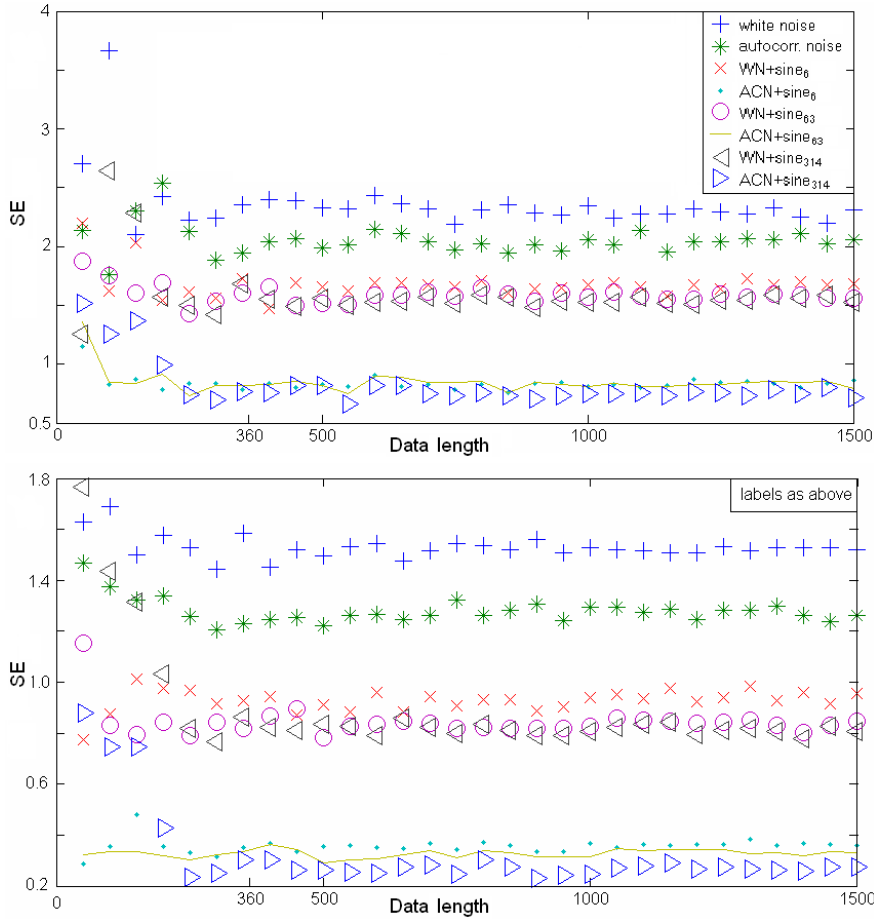 4
3
2
1
0.5
SE
0
360
500
1000
1500
Data length
white noise
autocorr. noise
WN+sine6
ACN+sine6
WN+sine63
ACN+sine63
WN+sine314
ACN+sine314
1.8
1.4
1.0
0.6
0.2
SE
labels as above
0
360
500
1000
1500
Data length